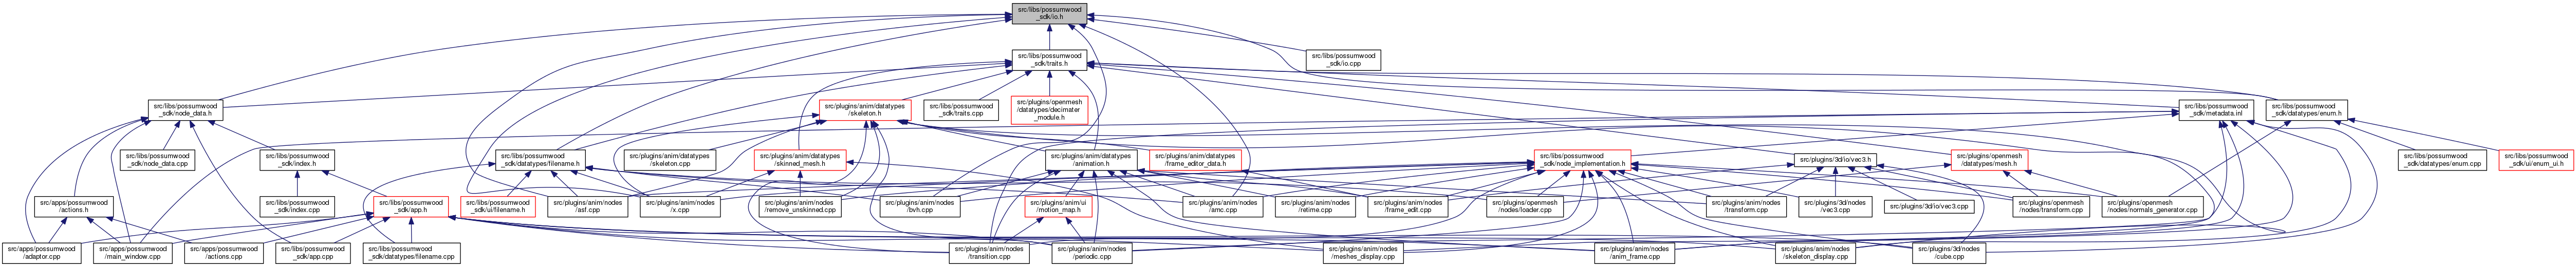 src/libs/possumwood
_sdk/io.h
src/libs/possumwood
_sdk/traits.h
src/libs/possumwood
_sdk/io.cpp
src/libs/possumwood
_sdk/node_data.h
src/plugins/anim/datatypes
/skeleton.h
src/libs/possumwood
_sdk/traits.cpp
src/plugins/openmesh
/datatypes/decimater
_module.h
src/libs/possumwood
_sdk/metadata.inl
src/libs/possumwood
_sdk/datatypes/enum.h
src/libs/possumwood
_sdk/node_data.cpp
src/libs/possumwood
_sdk/index.h
src/libs/possumwood
_sdk/datatypes/filename.h
src/plugins/anim/datatypes
/skeleton.cpp
src/plugins/anim/datatypes
/skinned_mesh.h
src/plugins/anim/datatypes
/animation.h
src/plugins/anim/datatypes
/frame_editor_data.h
src/libs/possumwood
_sdk/node_implementation.h
src/plugins/3d/io/vec3.h
src/plugins/openmesh
/datatypes/mesh.h
src/libs/possumwood
_sdk/datatypes/enum.cpp
src/libs/possumwood
_sdk/ui/enum_ui.h
src/apps/possumwood
/actions.h
src/libs/possumwood
_sdk/index.cpp
src/libs/possumwood
_sdk/app.h
src/libs/possumwood
_sdk/ui/filename.h
src/plugins/anim/nodes
/asf.cpp
src/plugins/anim/nodes
/x.cpp
src/plugins/anim/nodes
/remove_unskinned.cpp
src/plugins/anim/nodes
/bvh.cpp
src/plugins/anim/ui
/motion_map.h
src/plugins/anim/nodes
/amc.cpp
src/plugins/anim/nodes
/retime.cpp
src/plugins/anim/nodes
/frame_edit.cpp
src/plugins/openmesh
/nodes/loader.cpp
src/plugins/anim/nodes
/transform.cpp
src/plugins/3d/nodes
/vec3.cpp
src/plugins/3d/io/vec3.cpp
src/plugins/openmesh
/nodes/transform.cpp
src/plugins/openmesh
/nodes/normals_generator.cpp
src/apps/possumwood
/adaptor.cpp
src/apps/possumwood
/main_window.cpp
src/apps/possumwood
/actions.cpp
src/libs/possumwood
_sdk/app.cpp
src/libs/possumwood
_sdk/datatypes/filename.cpp
src/plugins/anim/nodes
/transition.cpp
src/plugins/anim/nodes
/periodic.cpp
src/plugins/anim/nodes
/meshes_display.cpp
src/plugins/anim/nodes
/anim_frame.cpp
src/plugins/anim/nodes
/skeleton_display.cpp
src/plugins/3d/nodes
/cube.cpp